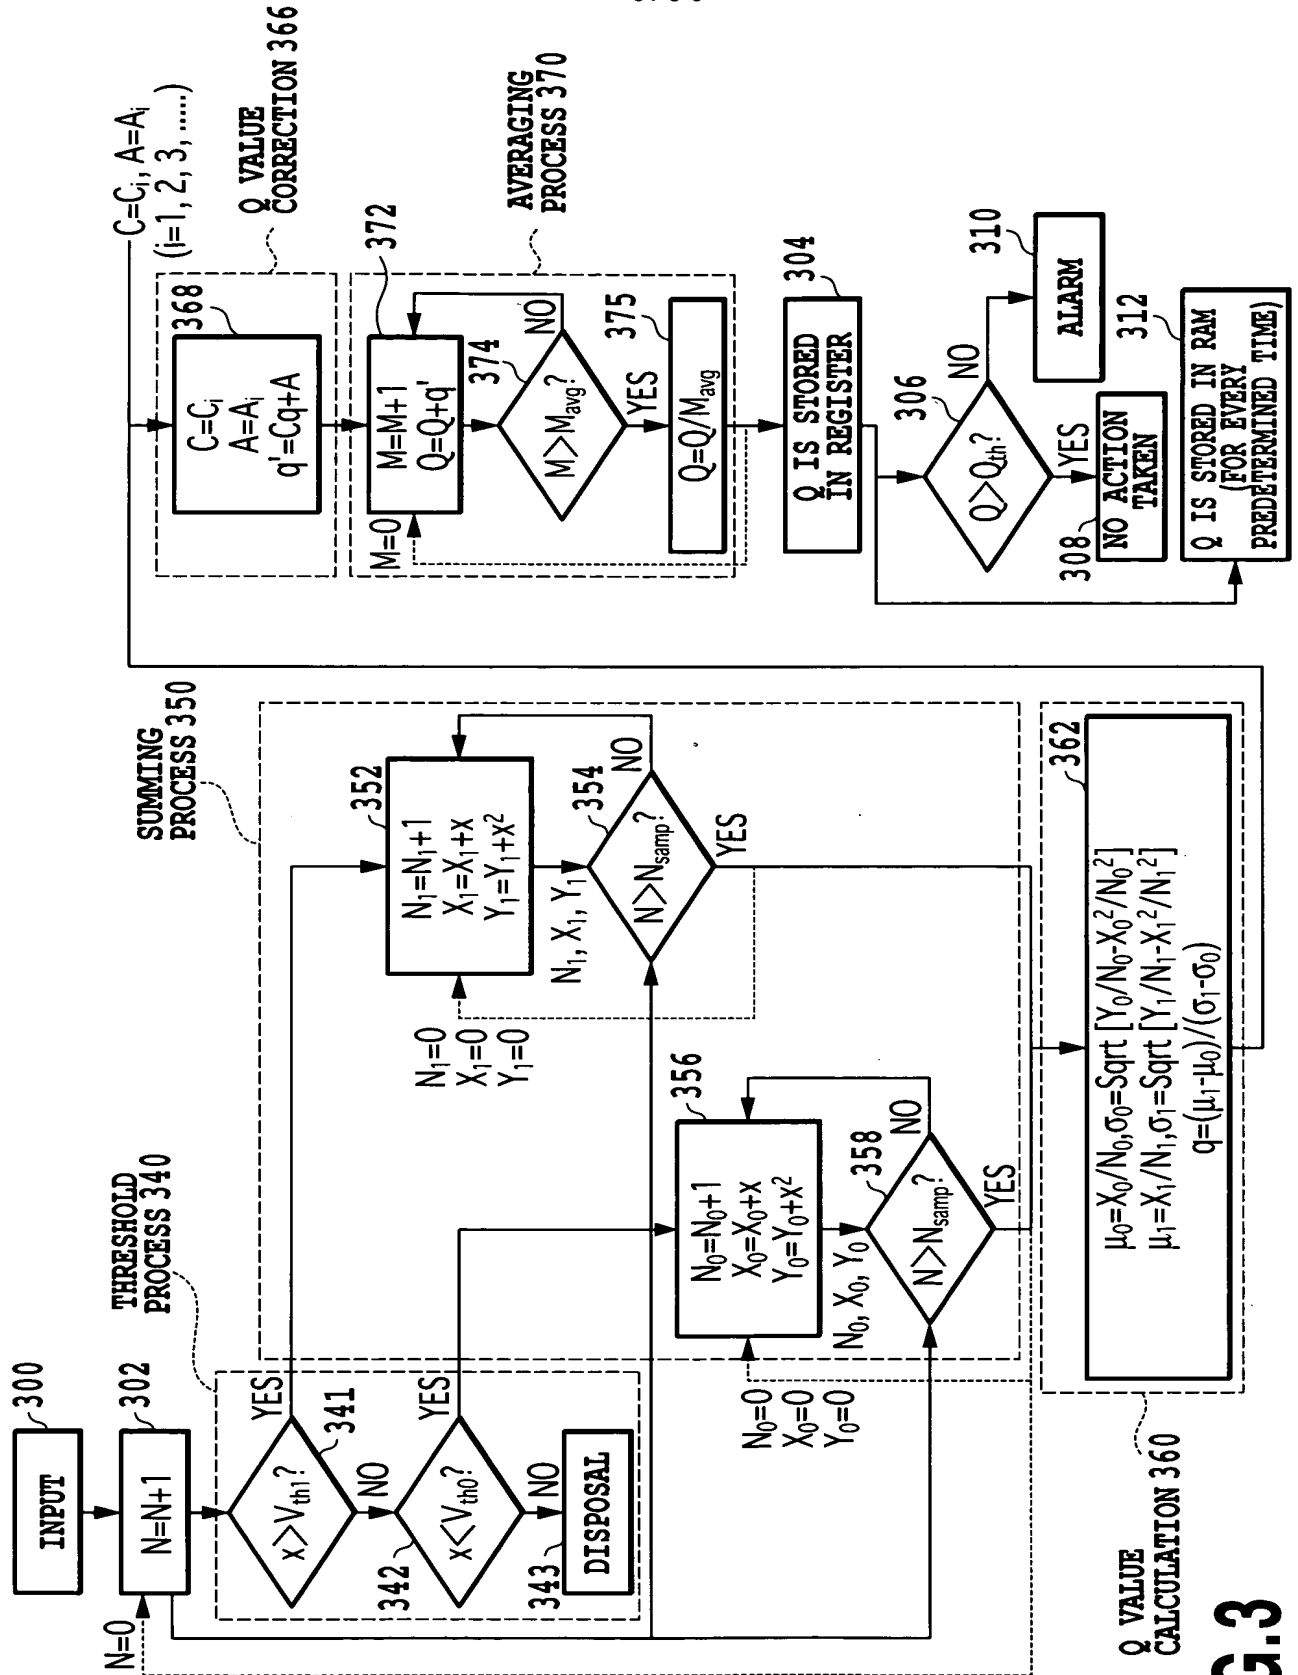 INPUT
300
N=0
N=N+1
302
THRESHOLD
PROCESS 340
x>Vth1?
341
YES
NO
x<Vth0?
342
YES
NO
DISPOSAL
343
SUMMING
PROCESS 350
352
N₁=N₁+1
X₁=X₁+x
Y₁=Y₁+x²
N₁=0
X₁=0
Y₁=0
N₁, X₁, Y₁
354
N>Nsamp?
NO
YES
356
N₀=N₀+1
X₀=X₀+x
Y₀=Y₀+x²
N₀=0
X₀=0
Y₀=0
N₀, X₀, Y₀
358
N>Nsamp?
NO
YES
Q VALUE
CALCULATION 360
362
μ₀=X₀/N₀,σ₀=Sqrt [Y₀/N₀-X₀²/N₀²]
μ₁=X₁/N₁,σ₁=Sqrt [Y₁/N₁-X₁²/N₁²]
q=(μ₁-μ₀)/(σ₁-σ₀)
C=Cᵢ, A=Aᵢ
(i=1, 2, 3, .....)
Q VALUE
CORRECTION 366
368
C=Cᵢ
A=Aᵢ
q'=Cq+A
AVERAGING
PROCESS 370
372
M=0
M=M+1
Q=Q+q'
374
M>Mavg?
NO
YES
375
Q=Q/Mavg
304
Q IS STORED
IN REGISTER
306
Q>Qth?
NO
YES
310
ALARM
308
NO ACTION
TAKEN
312
Q IS STORED IN RAM
(FOR EVERY
PREDETERMINED TIME)
G.3